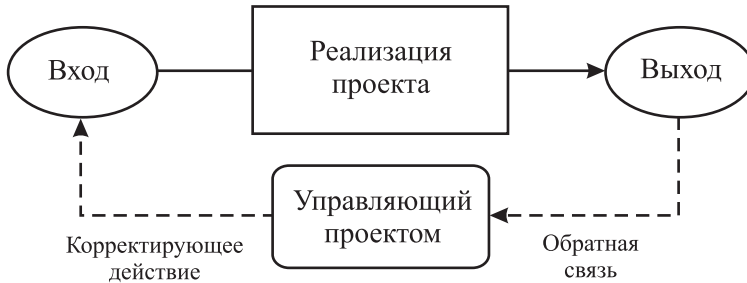 Вход
Реализация
проекта
Выход
Управляющий
проектом
Корректирующее
действие
Обратная
связь